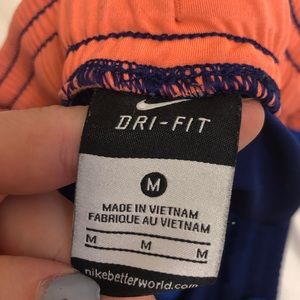 DRI-FIT
M
MADE IN VIETNAM
FABRIQUE AU VIETNAM
M M M
nikebetterworld.com